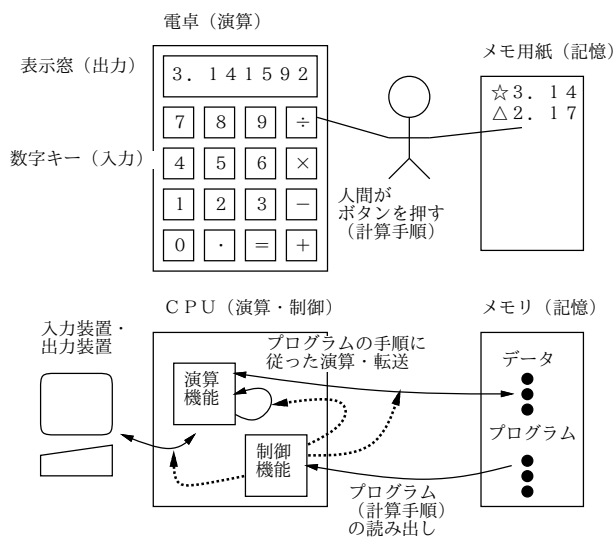 電卓（演算）
表示窓（出力）
3. 141592
メモ用紙（記憶）
☆3. 14
△2. 17
7 8 9 ÷
数字キー（入力）
4 5 6 ×
1 2 3 −
0 · = +
人間が
ボタンを押す
（計算手順）
CPU（演算・制御）
メモリ（記憶）
入力装置・
出力装置
プログラムの手順に
従った演算・転送
演算
機能
データ
制御
機能
プログラム
プログラム
（計算手順）
の読み出し